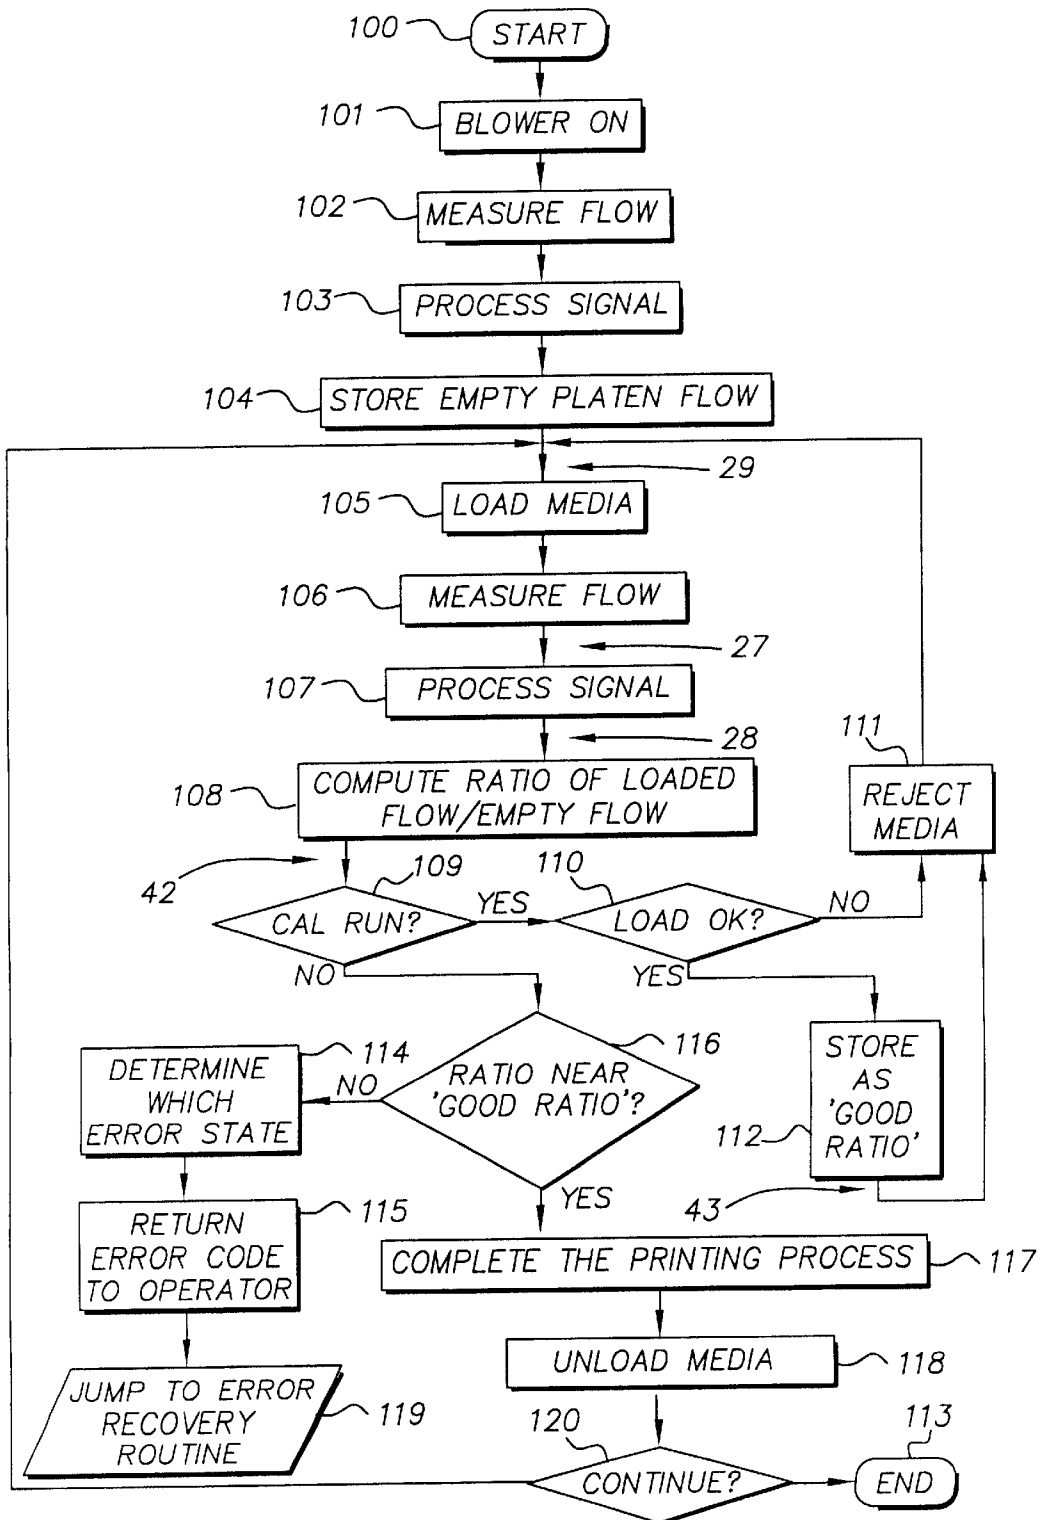 100
START
101
BLOWER ON
102
MEASURE FLOW
103
PROCESS SIGNAL
104
STORE EMPTY PLATEN FLOW
29
105
LOAD MEDIA
106
MEASURE FLOW
27
107
PROCESS SIGNAL
28
111
108
COMPUTE RATIO OF LOADED
FLOW/EMPTY FLOW
REJECT
MEDIA
42
109
110
CAL RUN?
YES
LOAD OK?
NO
NO
YES
114
DETERMINE
WHICH
ERROR STATE
NO
RATIO NEAR
'GOOD RATIO'?
116
STORE
AS
'GOOD
RATIO'
112
43
YES
115
RETURN
ERROR CODE
TO OPERATOR
COMPLETE THE PRINTING PROCESS
117
UNLOAD MEDIA
118
JUMP TO ERROR
RECOVERY
ROUTINE
119
120
CONTINUE?
113
END